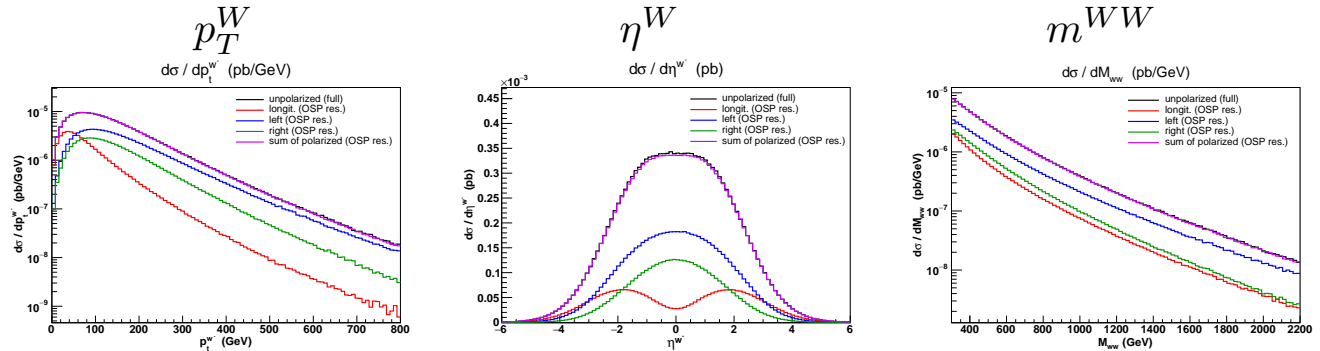 p_T^W
dσ / dp_t^{w^-} (pb/GeV)
unpolarized (full)
longit. (OSP res.)
left (OSP res.)
right (OSP res.)
sum of polarized (OSP res.)
dσ / dp_t^{w^-} (pb/GeV)
10^{-5}
10^{-6}
10^{-7}
10^{-8}
10^{-9}
0 100 200 300 400 500 600 700 800
p_t^{w^-} (GeV)
η^W
dσ / dη^{w^-} (pb)
×10^{-3}
unpolarized (full)
longit. (OSP res.)
left (OSP res.)
right (OSP res.)
sum of polarized (OSP res.)
dσ / dη^{w^-} (pb)
0.45
0.4
0.35
0.3
0.25
0.2
0.15
0.1
0.05
0
−6 −4 −2 0 2 4 6
η^{w^-}
m^{WW}
dσ / dM_{ww} (pb/GeV)
unpolarized (full)
longit. (OSP res.)
left (OSP res.)
right (OSP res.)
sum of polarized (OSP res.)
dσ / dM_{ww} (pb/GeV)
10^{-5}
10^{-6}
10^{-7}
10^{-8}
400 600 800 1000 1200 1400 1600 1800 2000 2200
M_{ww} (GeV)